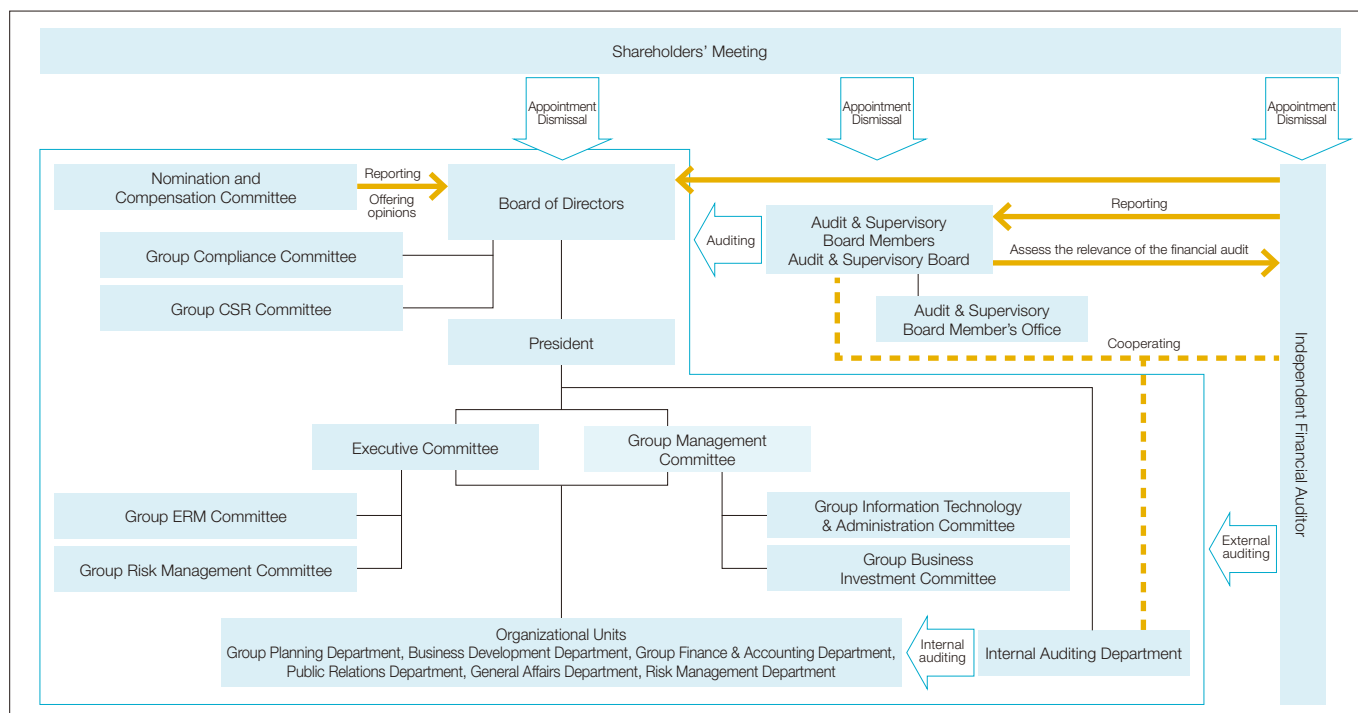 Shareholders' Meeting
Appointment
Dismissal
Appointment
Dismissal
Appointment
Dismissal
Nomination and
Compensation Committee
Reporting
Offering
opinions
Board of Directors
Group Compliance Committee
Group CSR Committee
Auditing
Audit & Supervisory
Board Members
Audit & Supervisory Board
Reporting
Assess the relevance of the financial audit
Audit & Supervisory
Board Member's Office
President
Cooperating
Independent Financial Auditor
Executive Committee
Group Management
Committee
Group ERM Committee
Group Risk Management Committee
Group Information Technology
& Administration Committee
Group Business
Investment Committee
External
auditing
Organizational Units
Group Planning Department, Business Development Department, Group Finance & Accounting Department,
Public Relations Department, General Affairs Department, Risk Management Department
Internal
auditing
Internal Auditing Department